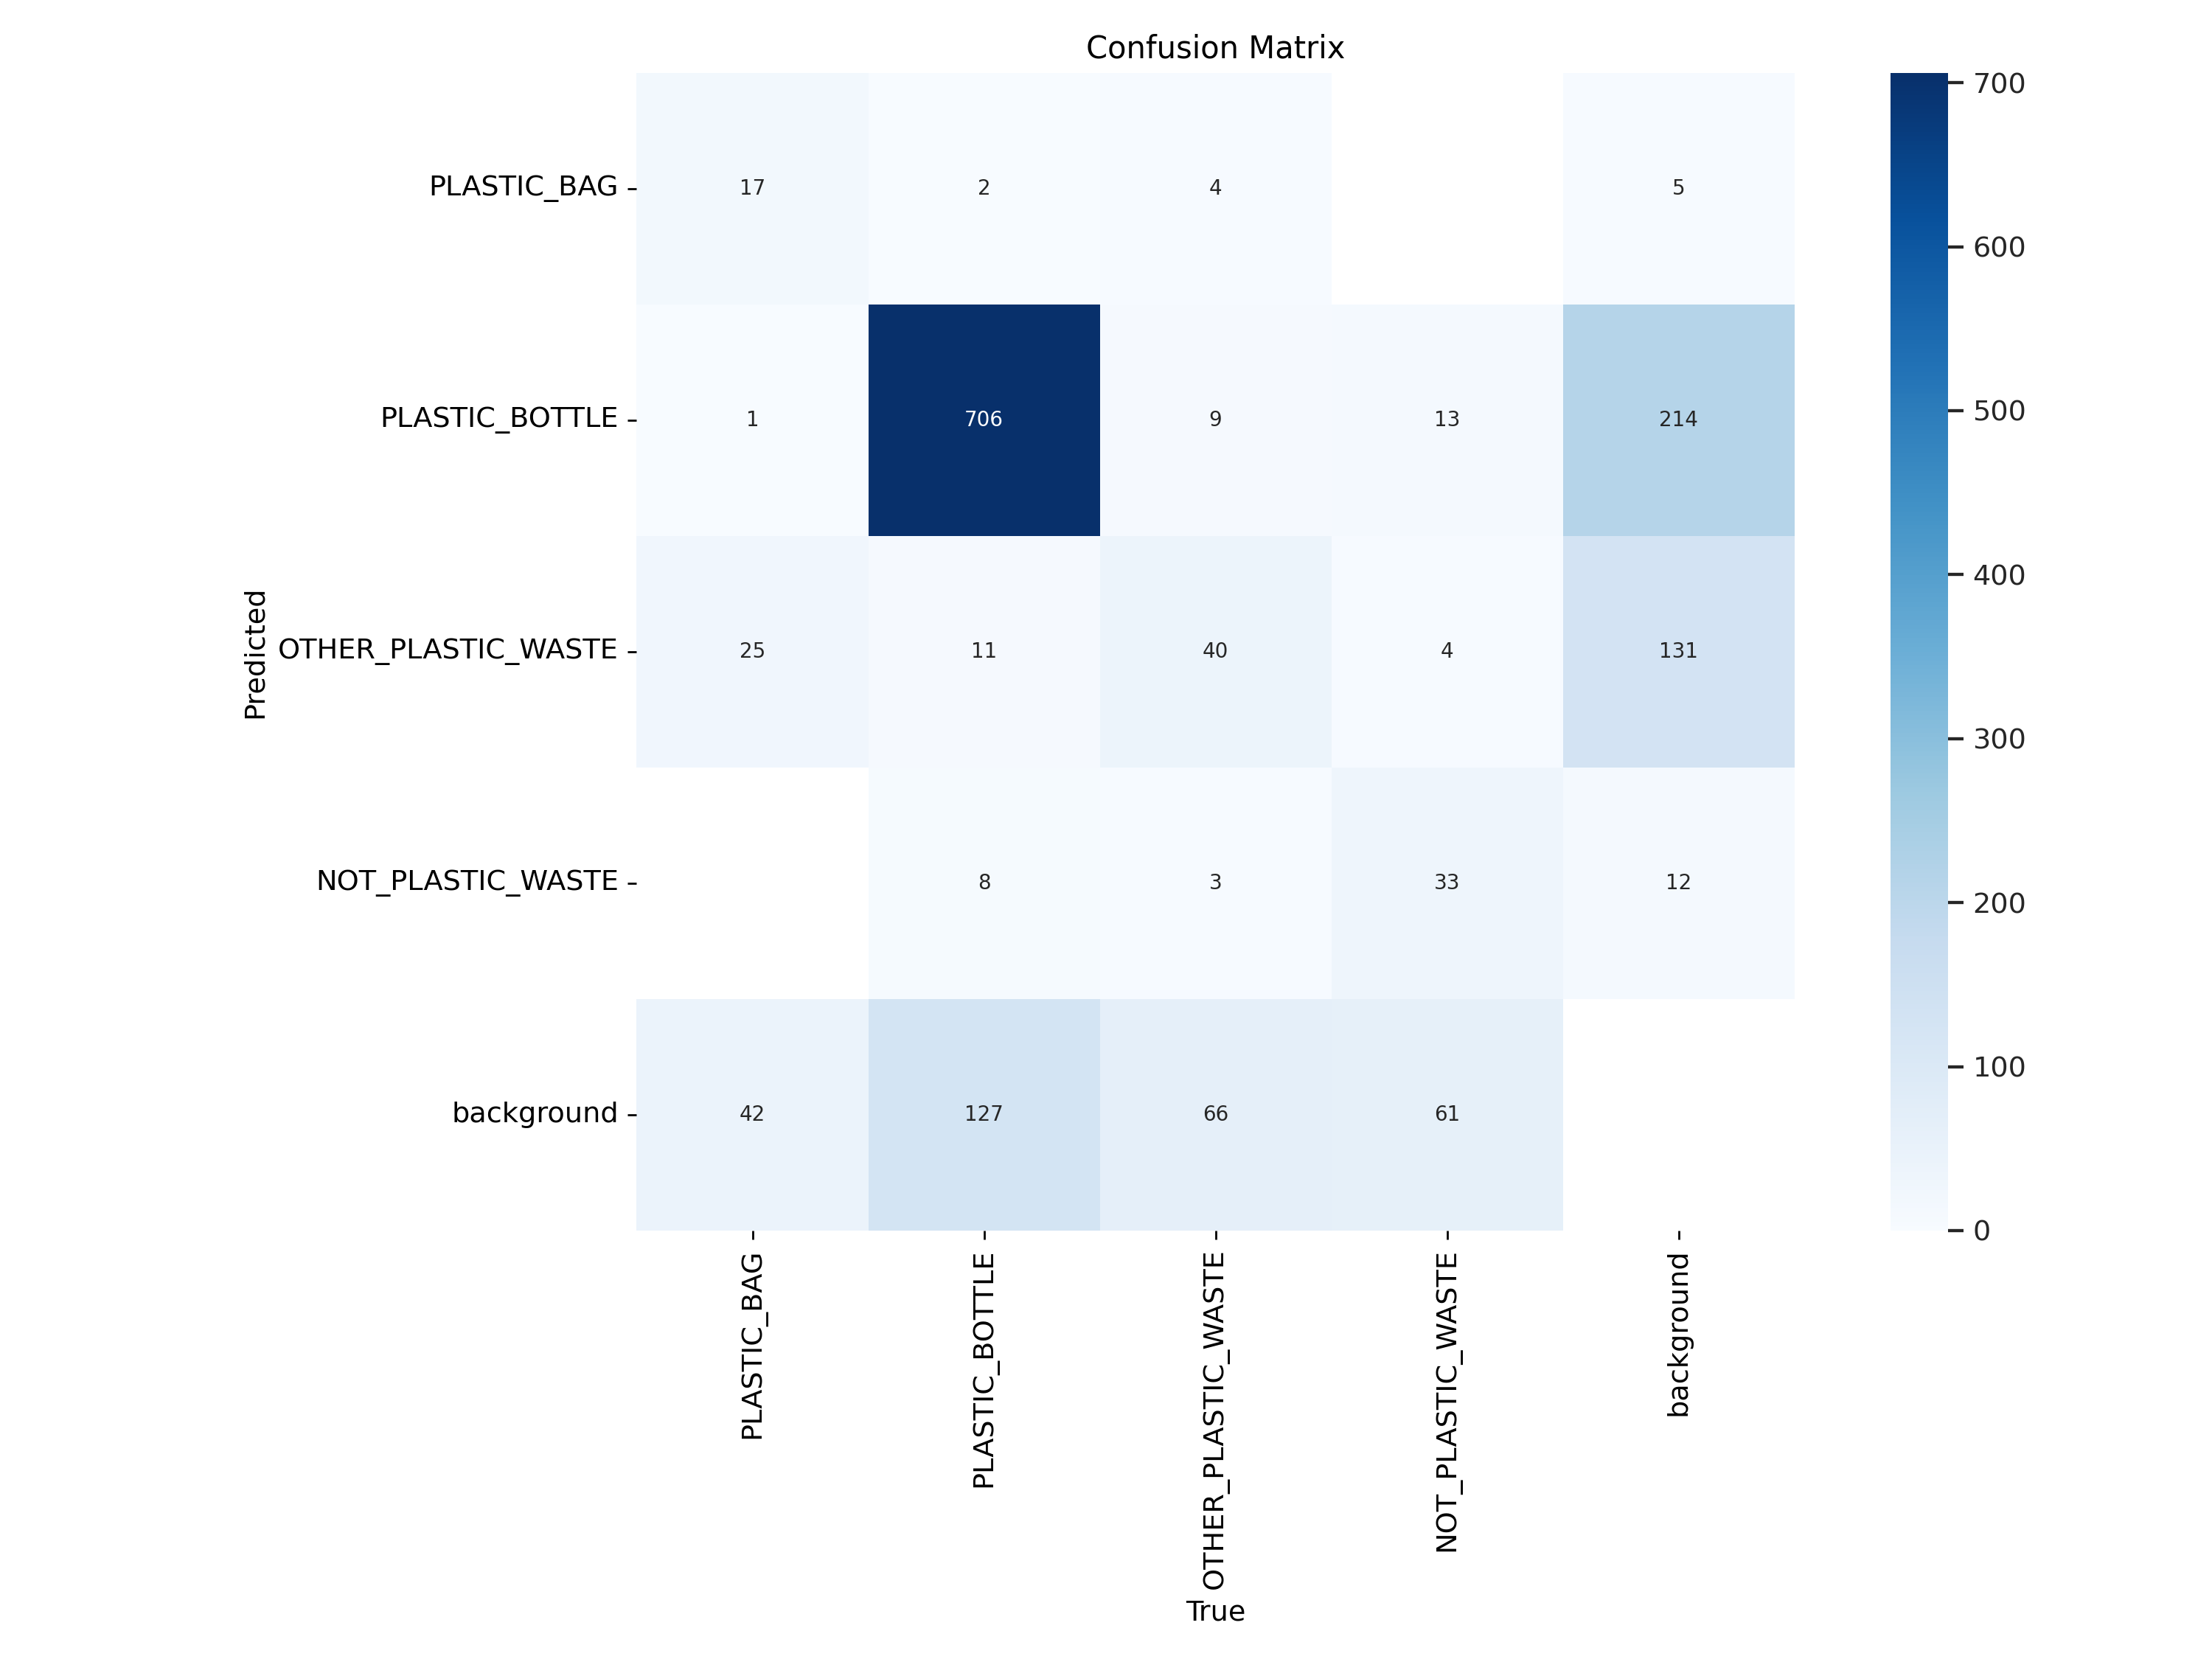 Confusion Matrix
PLASTIC_BAG 17 2 4 5
PLASTIC_BOTTLE 1 706 9 13 214
OTHER_PLASTIC_WASTE 25 11 40 4 131
NOT_PLASTIC_WASTE 8 3 33 12
background 42 127 66 61
Predicted
PLASTIC_BAG
PLASTIC_BOTTLE
OTHER_PLASTIC_WASTE
NOT_PLASTIC_WASTE
background
True
700
600
500
400
300
200
100
0